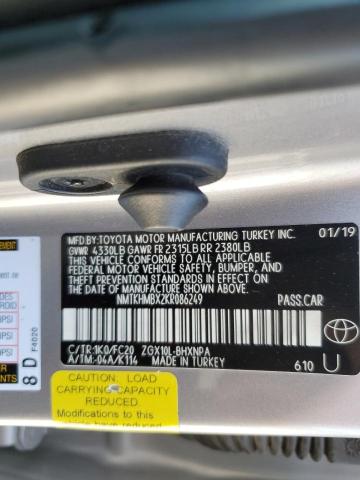 MFD.BY:TOYOTA MOTOR MANUFACTURING TURKEY INC. 01/19
GVWR 4330LB GAWR FR 2315LB RR 2380LB
THIS VEHICLE CONFORMS TO ALL APPLICABLE
FEDERAL MOTOR VEHICLE SAFETY, BUMPER, AND
THEFT PREVENTION STANDARDS IN EFFECT ON
THE DATE OF MANUFACTURE SHOWN ABOVE.
NMTKHMBX2KR086249 PASS.CAR
C/TR:1K0/FC20 ZGX10L-BHXNPA
A/TM:-04A/K114 MADE IN TURKEY 610 U
8D F4020
CAUTION: LOAD
CARRYING CAPACITY
REDUCED
Modifications to this